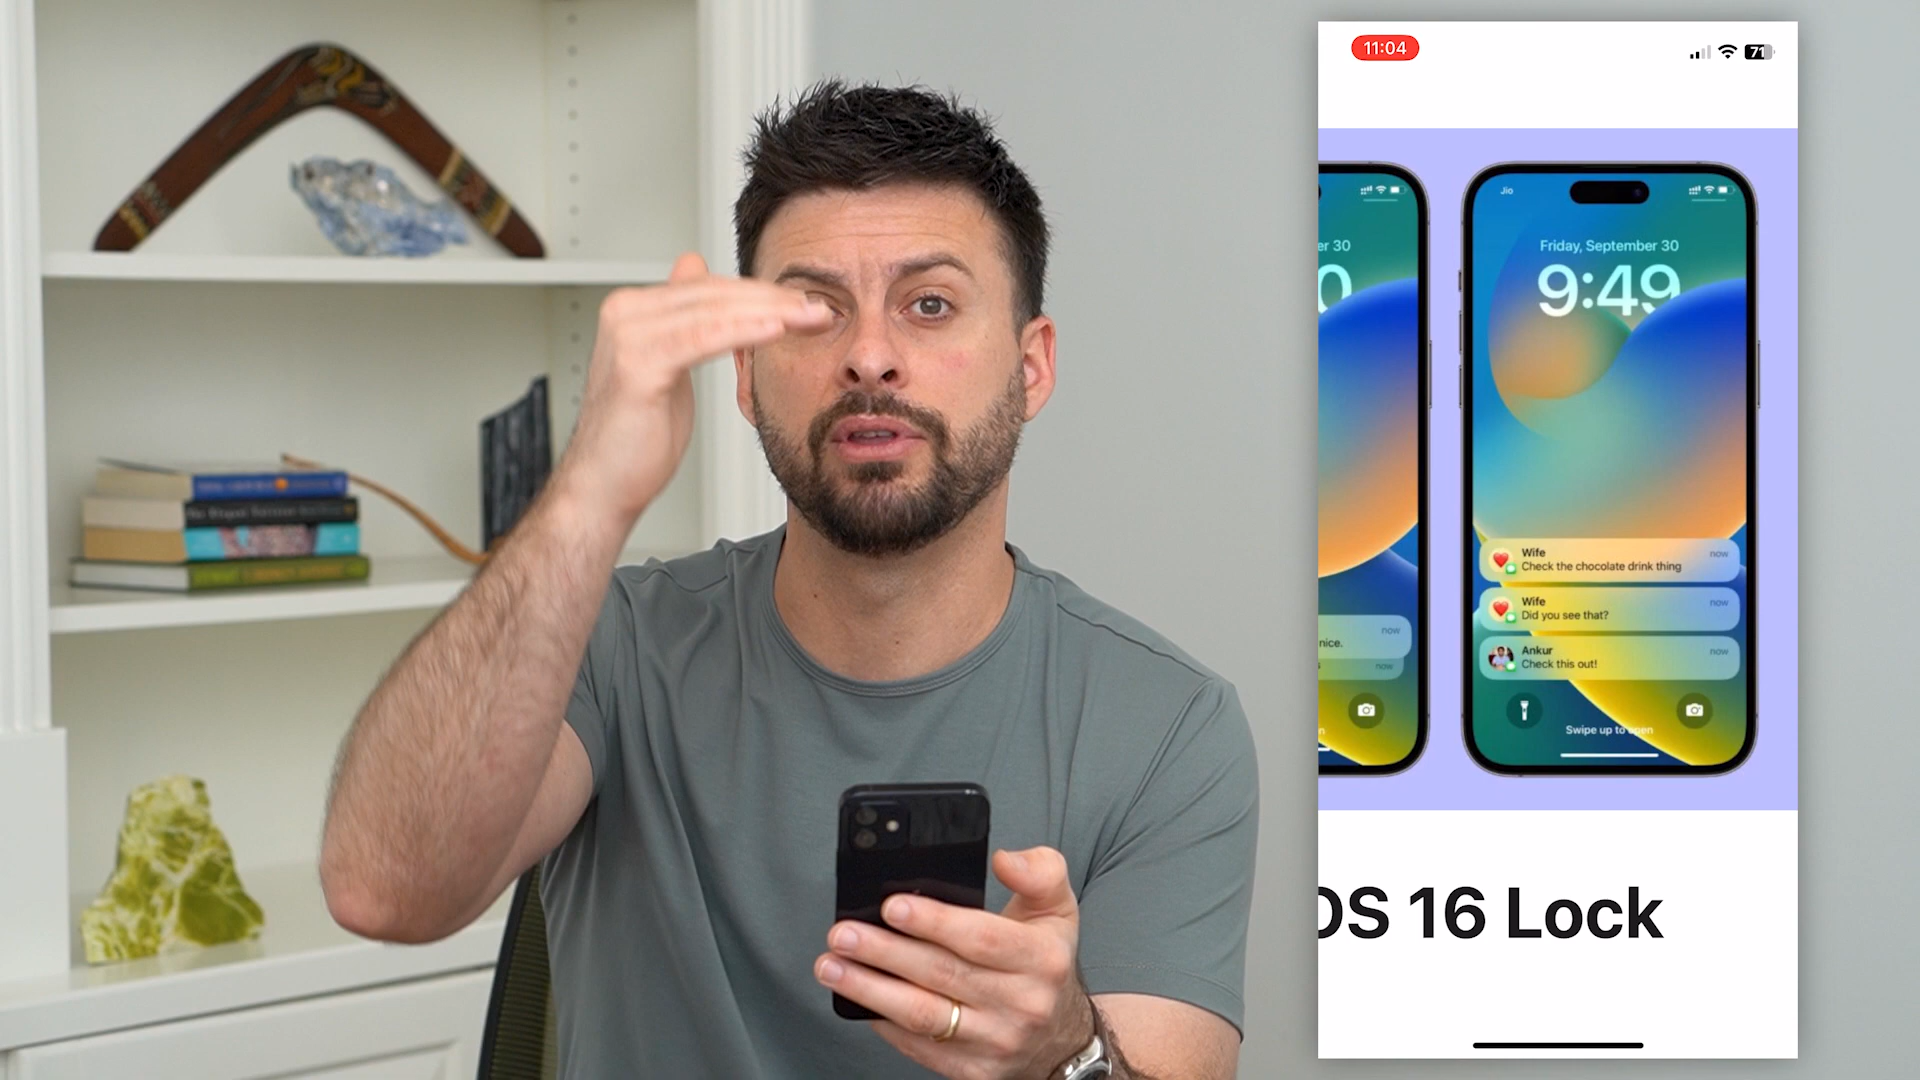 11:04
71
er 30
0
nice.
now
s
now
n
Jio
Friday, September 30
9:49
Wife
now
Check the chocolate drink thing
Wife
now
Did you see that?
Ankur
now
Check this out!
Swipe up to open
OS 16 Lock